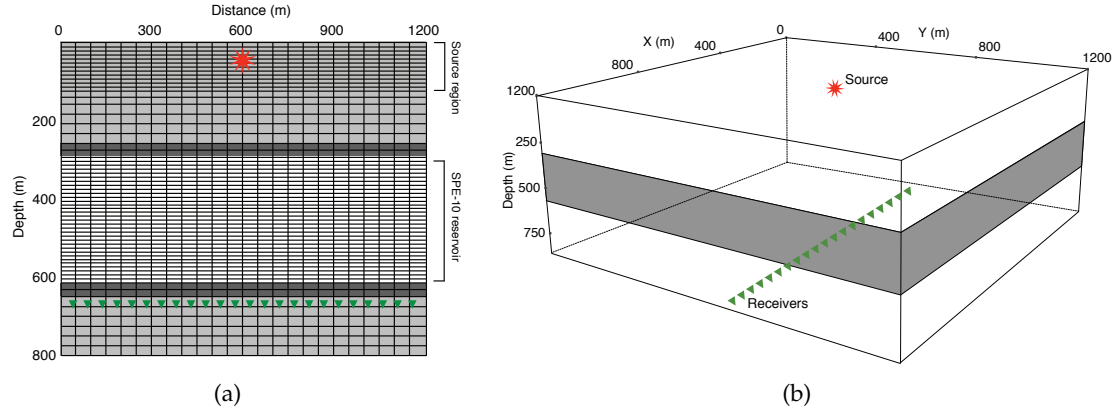 Distance (m)
0 300 600 900 1200
Source region
200
400
600
800
Depth (m)
SPE-10 reservoir
(a)
0
X (m)
400
800
1200
Y (m)
400
800
1200
Source
250
500
750
Depth (m)
Receivers
(b)